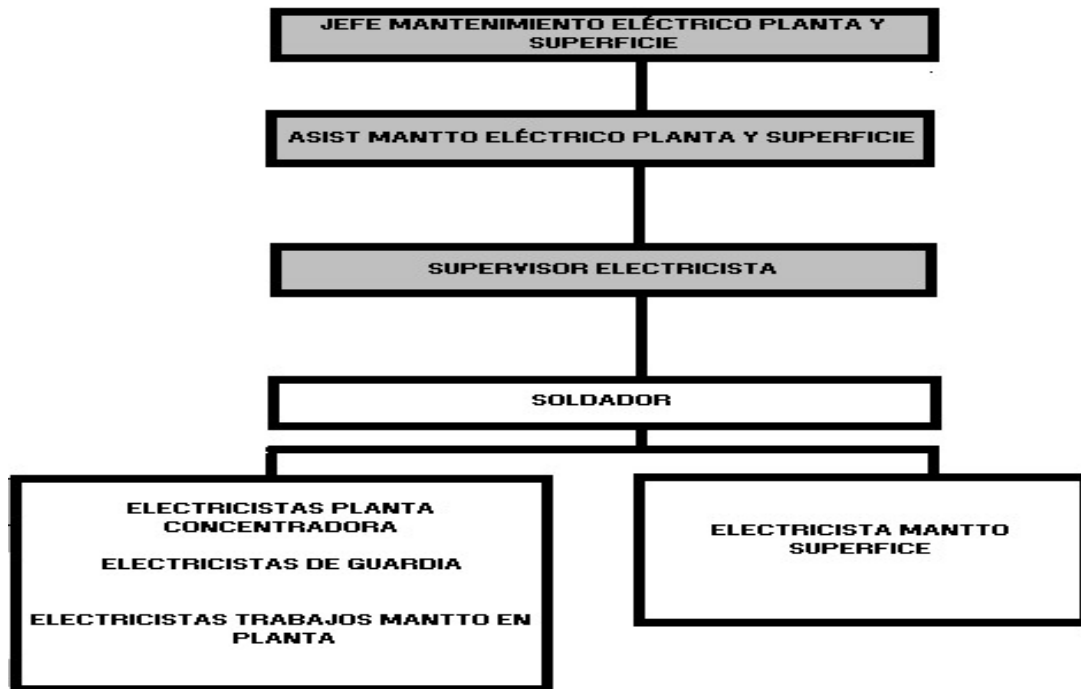 JEFE MANTENIMIENTO ELÉCTRICO PLANTA Y
SUPERFICIE
ASIST MANTTO ELÉCTRICO PLANTA Y SUPERFICIE
SUPERVISOR ELECTRICISTA
SOLDADOR
ELECTRICISTAS PLANTA
CONCENTRADORA
ELECTRICISTAS DE GUARDIA
ELECTRICISTAS TRABAJOS MANTTO EN
PLANTA
ELECTRICISTA MANTTO
SUPERFICE